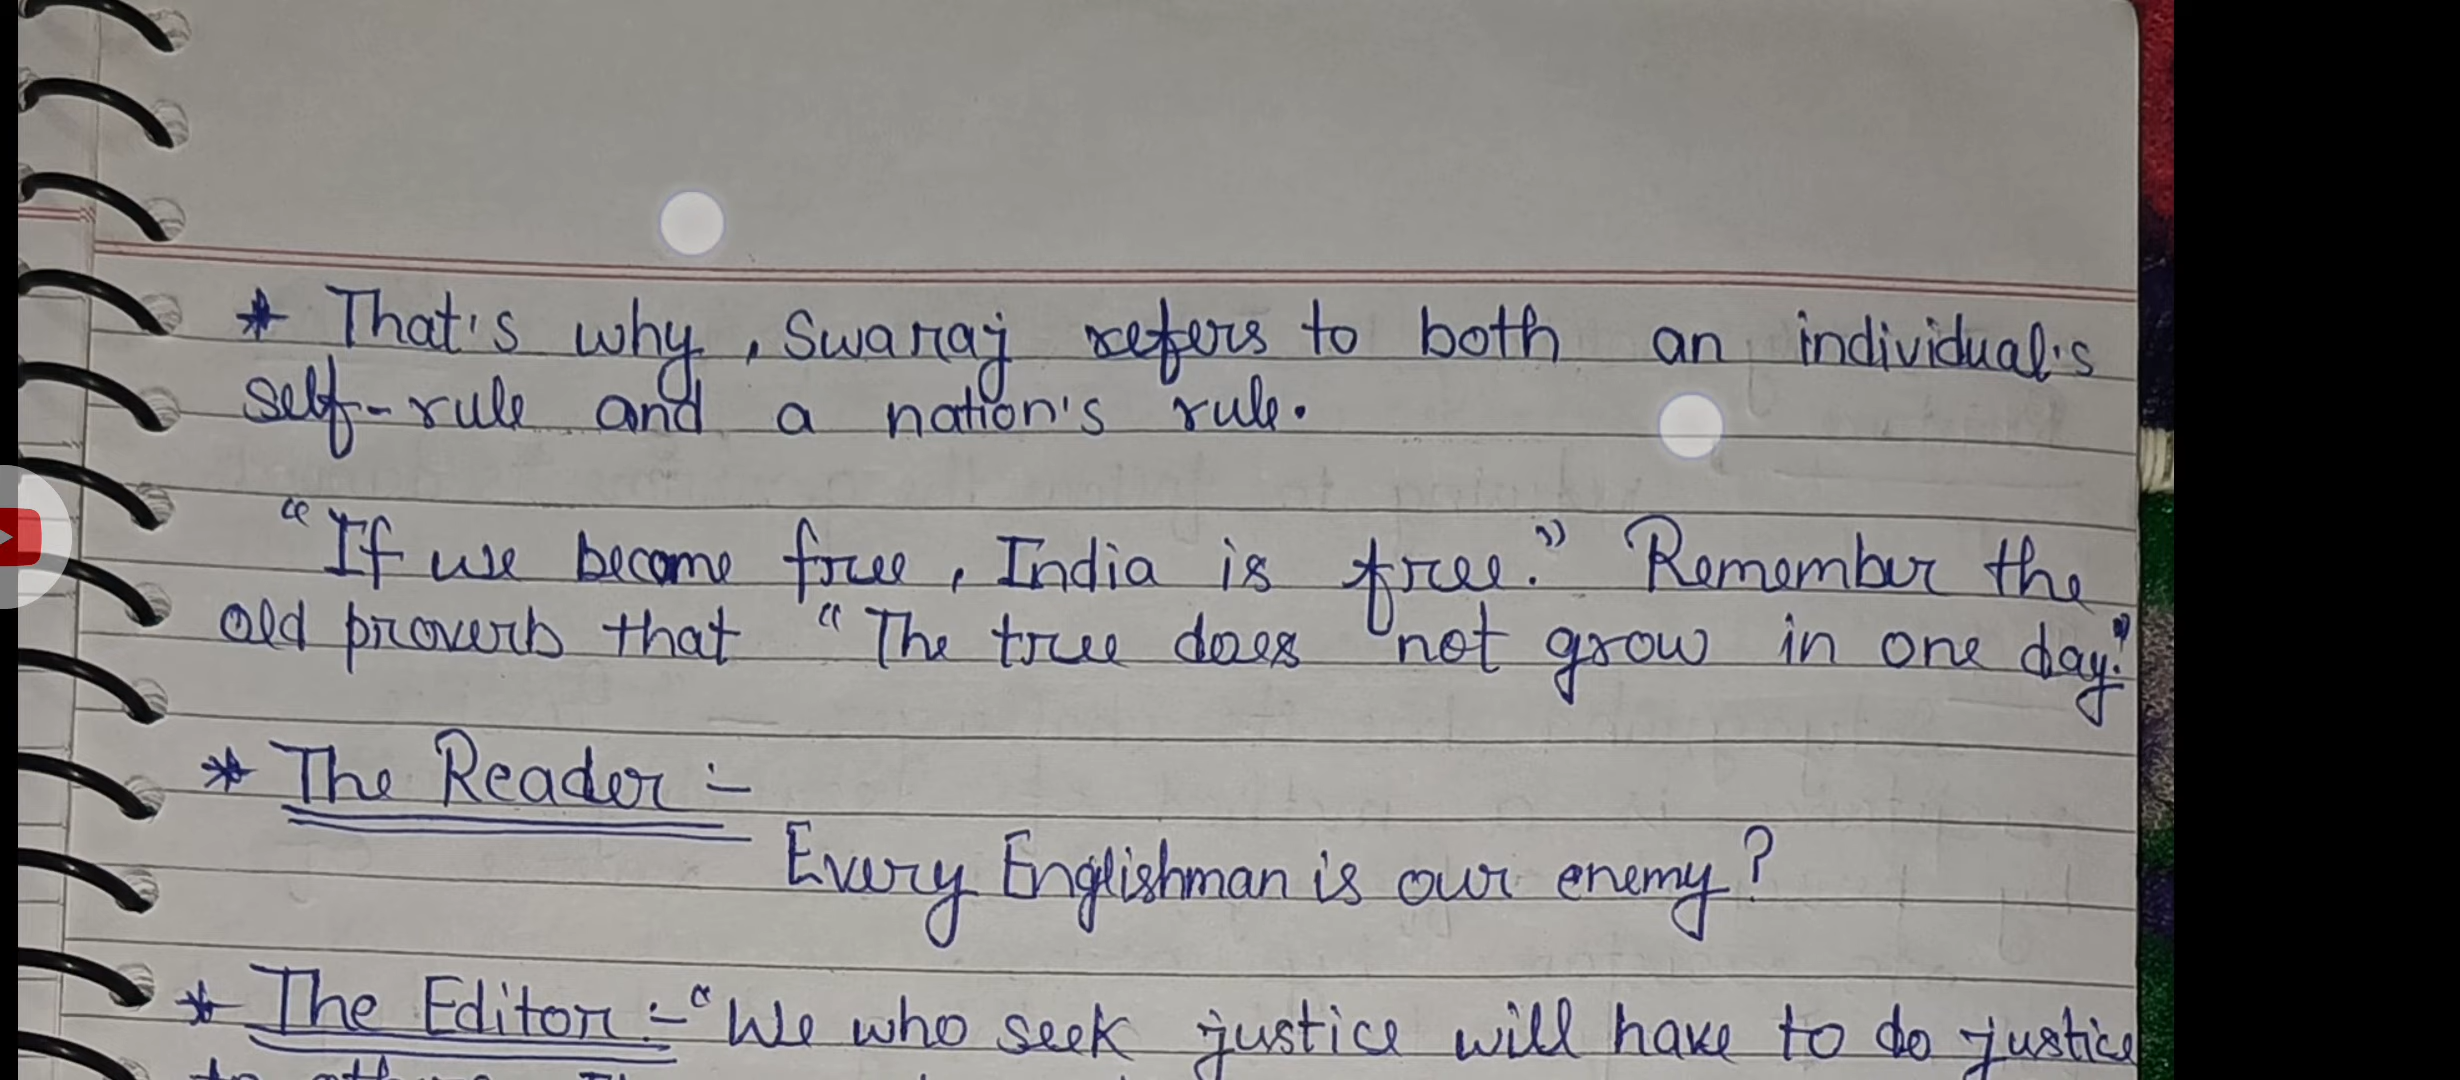 * That's why, Swaraj refers to both an individual's
self-rule and a nation's rule.
"If we become free, India is free." Remember the
old proverb that "The tree does not grow in one day."
* The Reader :-
Every Englishman is our enemy?
* The Editor :- "We who seek justice will have to do justice
to others.